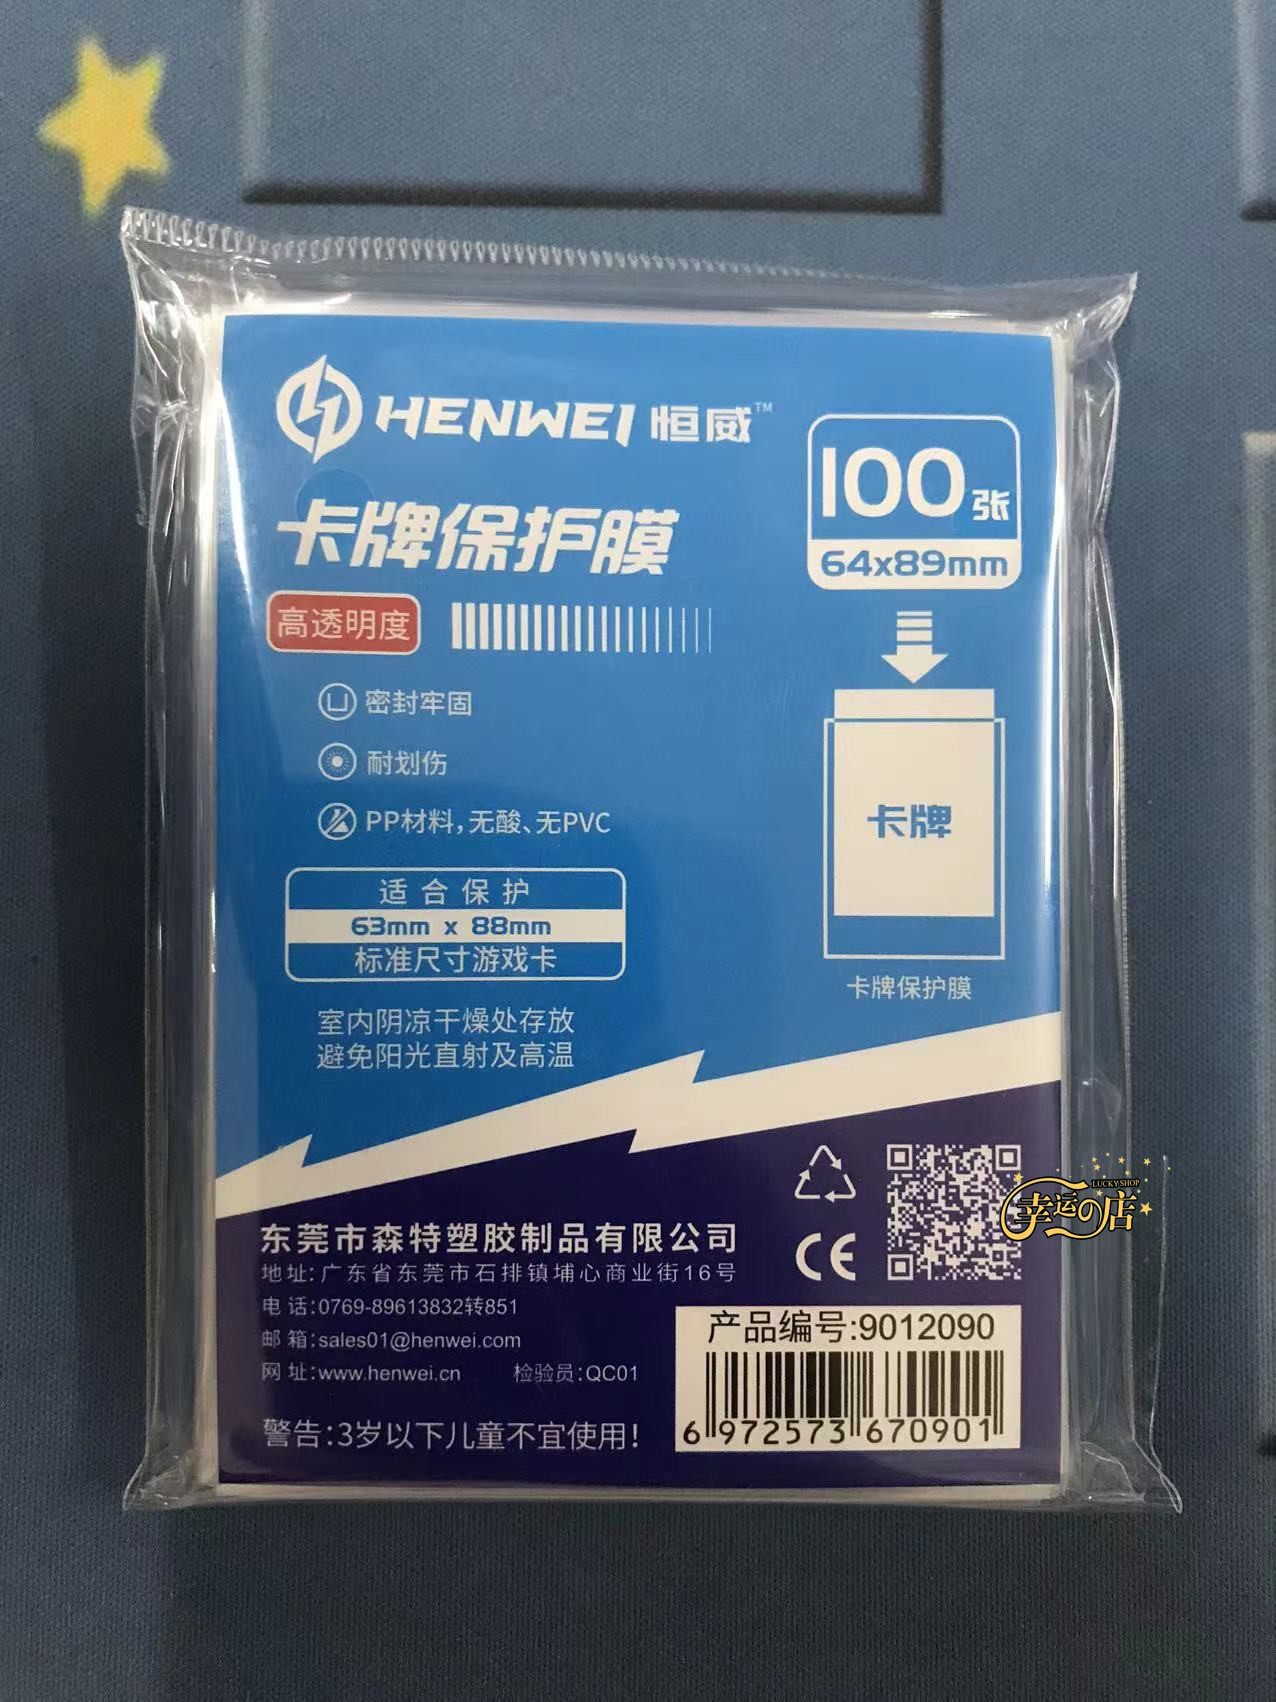 HENWEI 恒威™
100张
64x89mm
卡牌保护膜
高透明度
密封牢固
耐划伤
PP材料,无酸、无PVC
适合保护
63mm x 88mm
标准尺寸游戏卡
卡牌
卡牌保护膜
室内阴凉干燥处存放
避免阳光直射及高温
LUCKY SHOP
幸运の店
CE
东莞市森特塑胶制品有限公司
地址:广东省东莞市石排镇埔心商业街16号
电话:0769-89613832转851
邮箱:sales01@henwei.com
网址:www.henwei.cn 检验员:QC01
警告:3岁以下儿童不宜使用!
产品编号:9012090
6 972573 670901